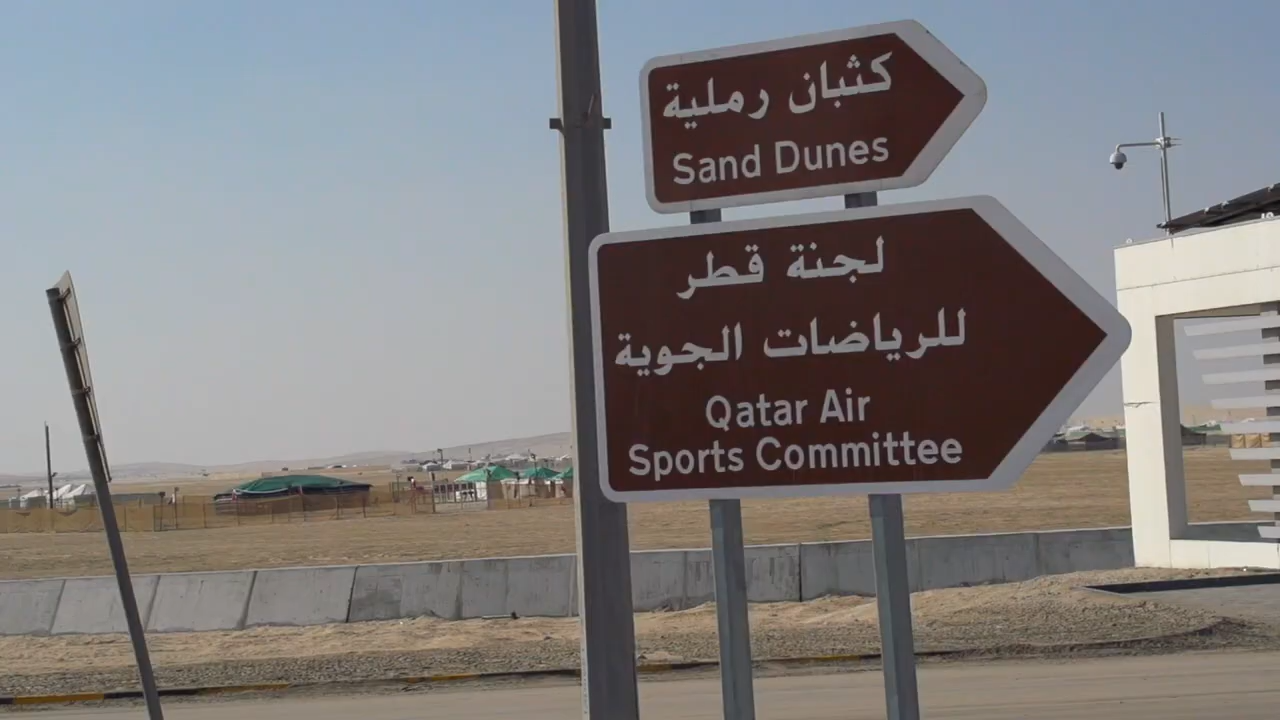 كثبان رملية
Sand Dunes
لجنة قطر
للرياضات الجوية
Qatar Air
Sports Committee